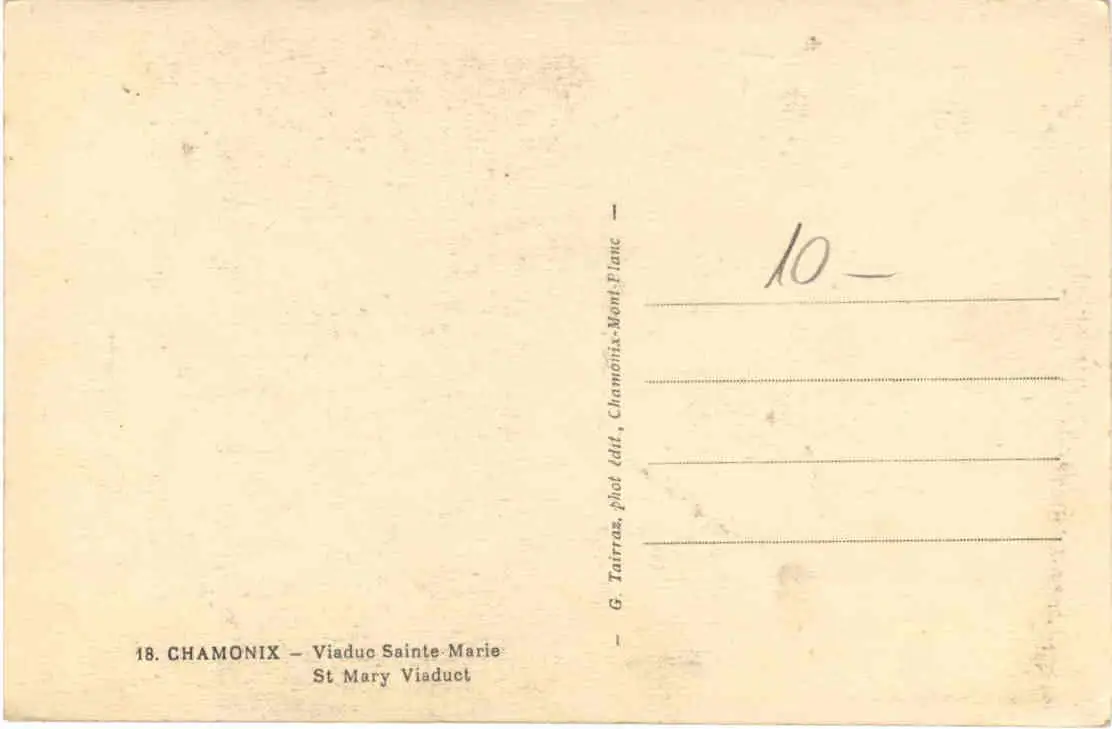 18. CHAMONIX – Viaduc Sainte-Marie
St Mary Viaduct
– G. Tairraz, phot édit., Chamonix-Mont-Blanc –
10 –